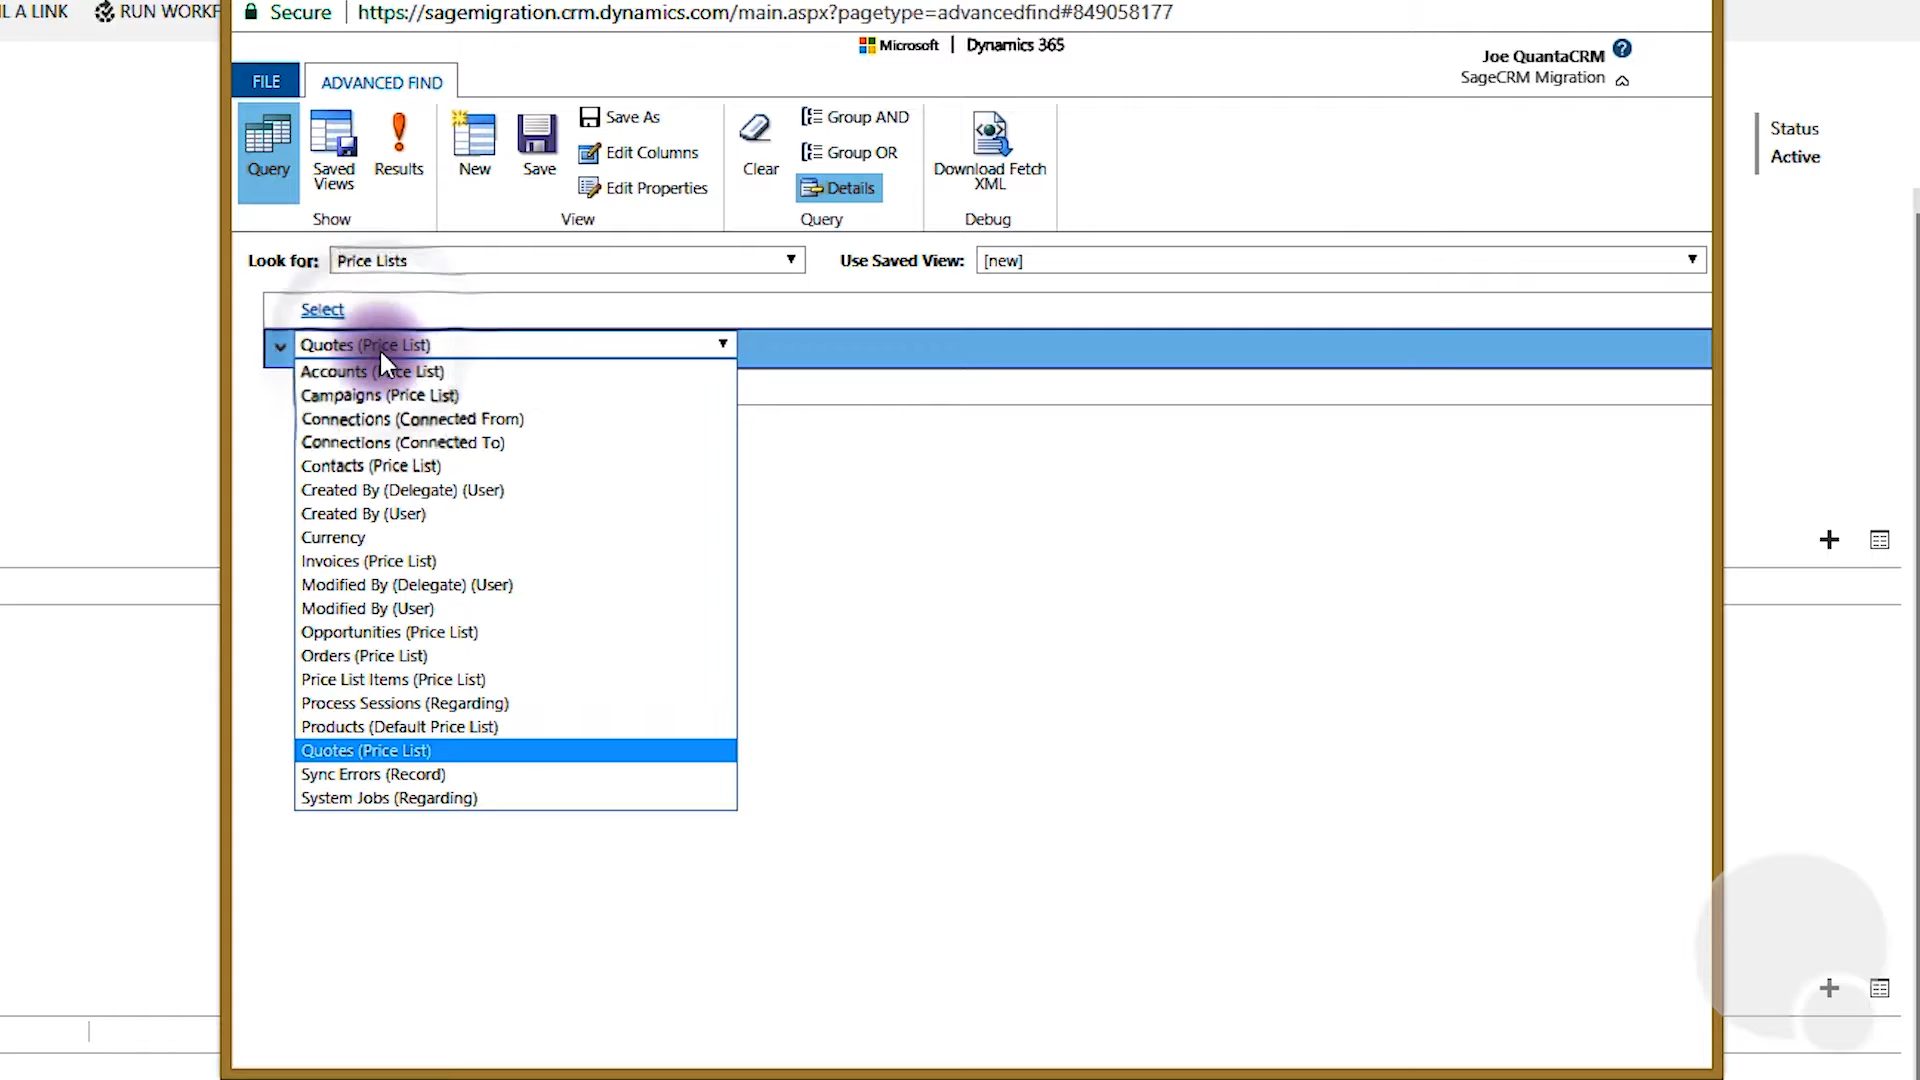 IL A LINK
RUN WORKF
Secure
https://sagemigration.crm.dynamics.com/main.aspx?pagetype=advancedfind#849058177
Microsoft
Dynamics 365
Joe QuantaCRM
SageCRM Migration
FILE
ADVANCED FIND
Query
Saved Views
Results
Show
New
Save
Save As
Edit Columns
Edit Properties
View
Clear
Group AND
Group OR
Details
Query
Download Fetch XML
Debug
Status
Active
Look for:
Price Lists
Use Saved View:
[new]
Select
Quotes (Price List)
Accounts (Price List)
Campaigns (Price List)
Connections (Connected From)
Connections (Connected To)
Contacts (Price List)
Created By (Delegate) (User)
Created By (User)
Currency
Invoices (Price List)
Modified By (Delegate) (User)
Modified By (User)
Opportunities (Price List)
Orders (Price List)
Price List Items (Price List)
Process Sessions (Regarding)
Products (Default Price List)
Quotes (Price List)
Sync Errors (Record)
System Jobs (Regarding)